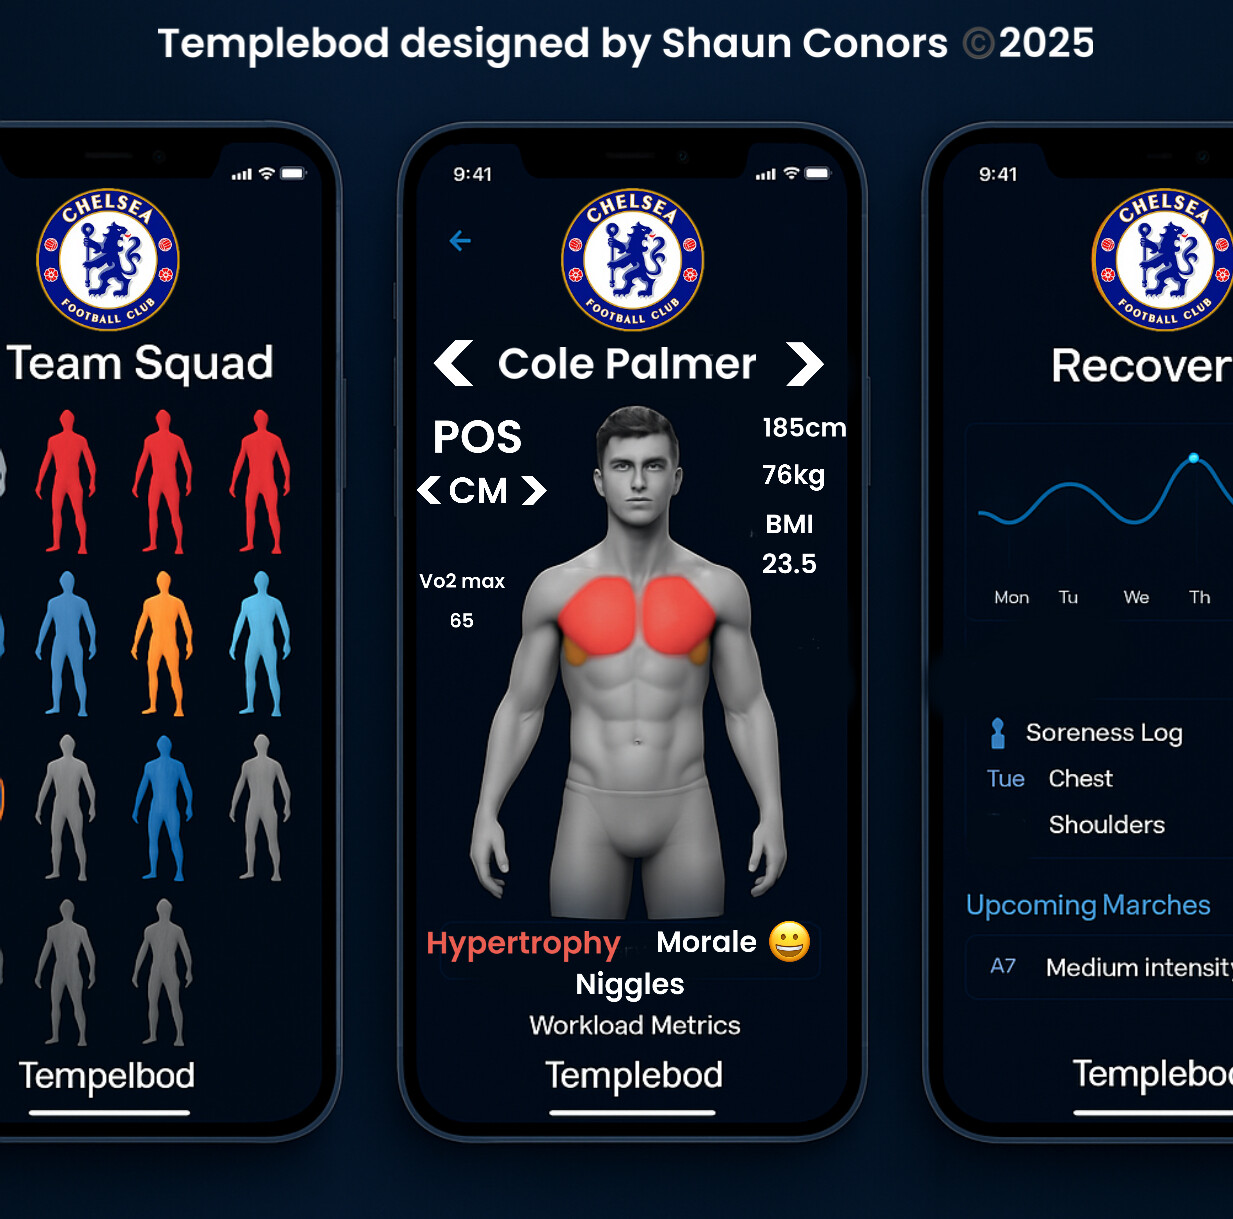 Templebod designed by Shaun Conors ©2025
CHELSEA
FOOTBALL CLUB
Team Squad
Tempelbod
9:41
CHELSEA
FOOTBALL CLUB
Cole Palmer
POS
CM
Vo2 max
65
185cm
76kg
BMI
23.5
Hypertrophy
Morale 😀
Niggles
Workload Metrics
Templebod
9:41
CHELSEA
FOOTBALL CLUB
Recover
Mon Tu We Th
Soreness Log
Tue Chest
Shoulders
Upcoming Marches
A7 Medium intensity
Templebod